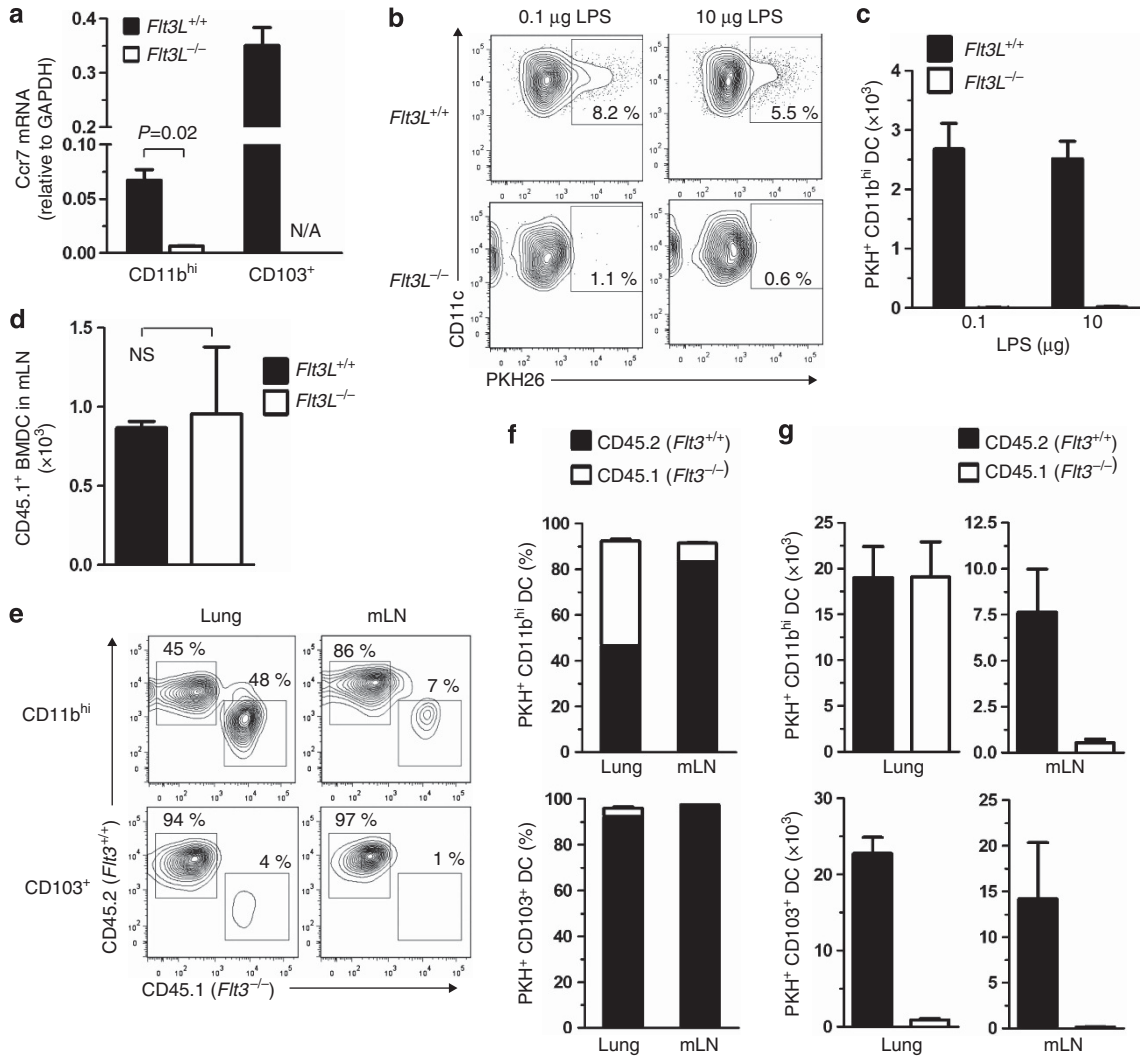 a
Flt3L+/+
Flt3L–/–
Ccr7 mRNA
(relative to GAPDH)
0.4
0.3
0.2
0.10
0.05
0.00
P=0.02
N/A
CD11bhi
CD103+
b
0.1 µg LPS
10 µg LPS
Flt3L+/+
Flt3L–/–
8.2 %
5.5 %
1.1 %
0.6 %
CD11c
PKH26
c
Flt3L+/+
Flt3L–/–
PKH+ CD11bhi DC (×10³)
4
3
2
1
0
0.1
10
LPS (µg)
d
CD45.1+ BMDC in mLN
(×10³)
1.5
1.0
0.5
0.0
NS
Flt3L+/+
Flt3L–/–
e
Lung
mLN
CD11bhi
45 %
48 %
86 %
7 %
CD103+
94 %
4 %
97 %
1 %
CD45.2 (Flt3+/+)
CD45.1 (Flt3–/–)
f
CD45.2 (Flt3+/+)
CD45.1 (Flt3–/–)
PKH+ CD11bhi DC (%)
100
80
60
40
20
0
Lung
mLN
PKH+ CD103+ DC (%)
100
80
60
40
20
0
Lung
mLN
g
CD45.2 (Flt3+/+)
CD45.1 (Flt3–/–)
PKH+ CD11bhi DC (×10³)
25
20
15
10
5
0
Lung
12.5
10.0
7.5
5.0
2.5
0.0
mLN
PKH+ CD103+ DC (×10³)
30
20
10
0
Lung
25
20
15
10
5
0
mLN